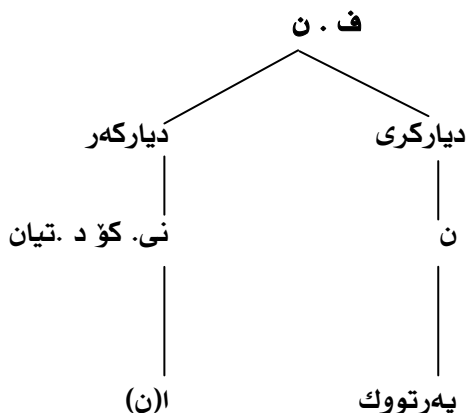 ف . ن
دیارکری دیارکەر
ن نی. کۆ د .تیان
پەرتووك ا(ن)